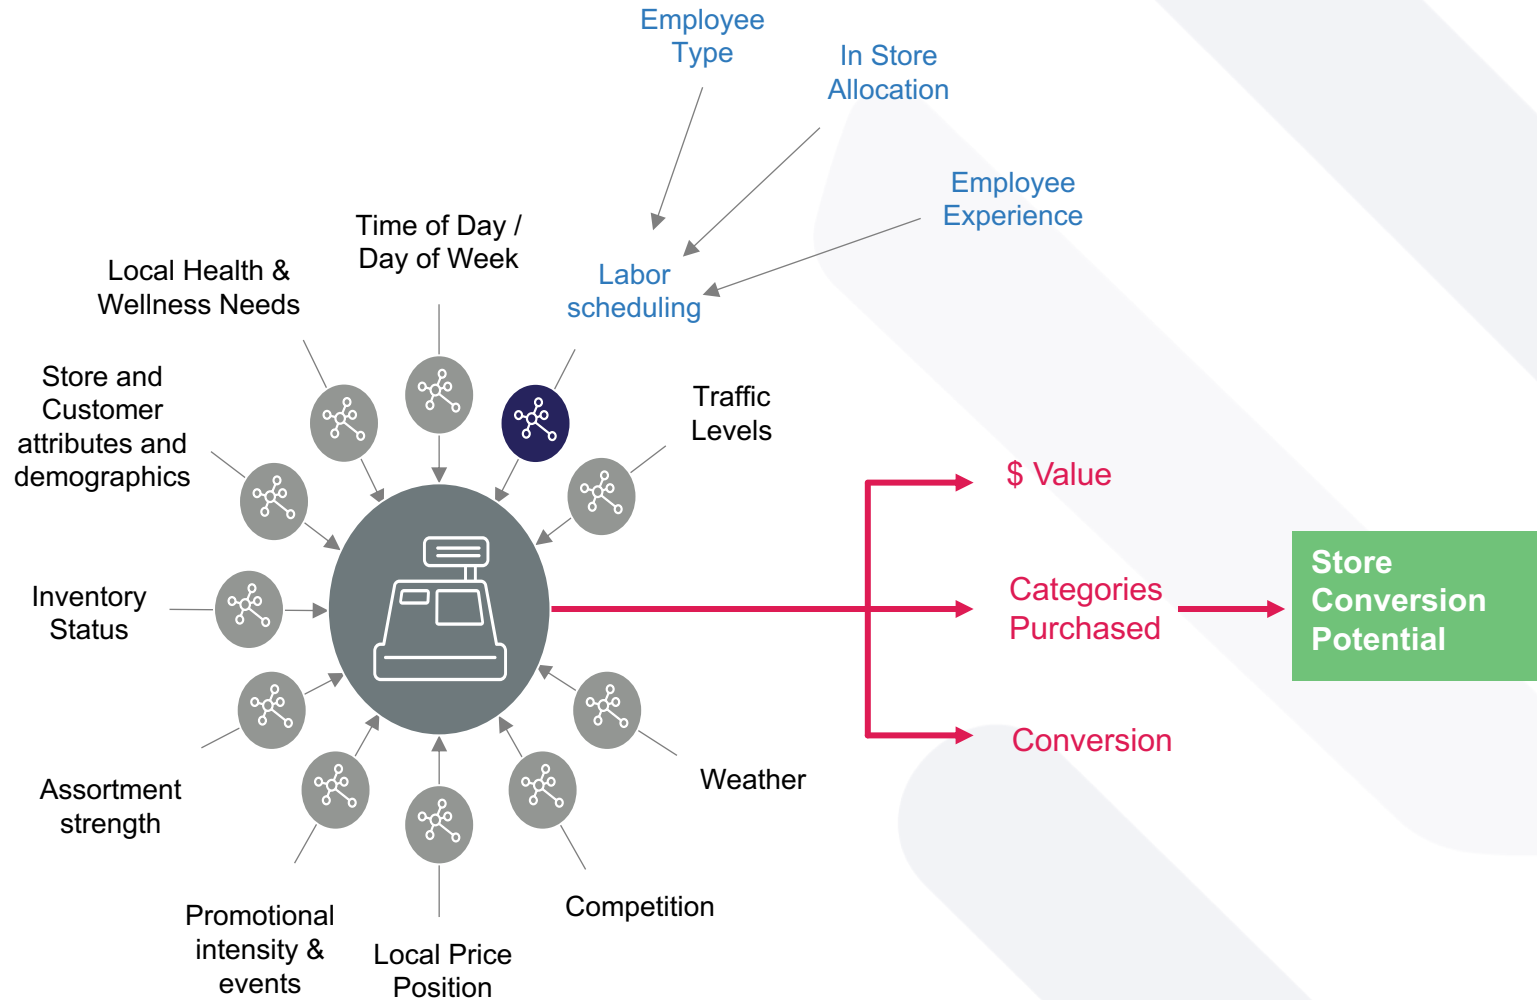 Employee
Type
In Store
Allocation
Employee
Experience
Time of Day /
Day of Week
Labor
scheduling
Local Health &
Wellness Needs
Store and
Customer
attributes and
demographics
Traffic
Levels
$ Value
Inventory
Status
Categories
Purchased
Store
Conversion
Potential
Conversion
Weather
Assortment
strength
Competition
Promotional
intensity &
events
Local Price
Position